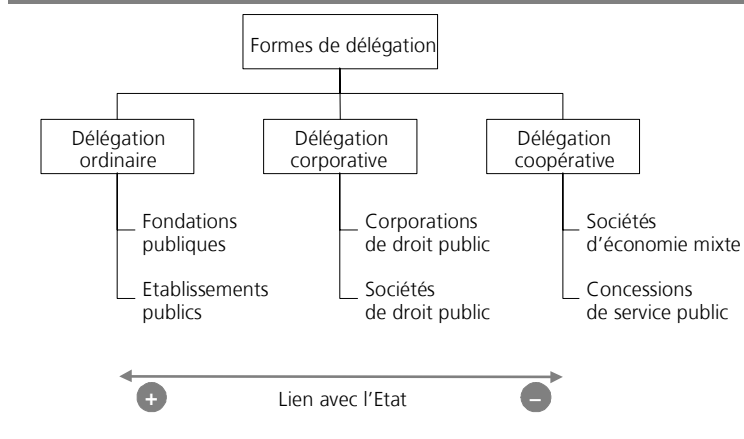 Formes de délégation
Délégation
ordinaire
Délégation
corporative
Délégation
coopérative
Fondations
publiques
Corporations
de droit public
Sociétés
d'économie mixte
Etablissements
publics
Sociétés
de droit public
Concessions
de service public
+
Lien avec l'Etat
–